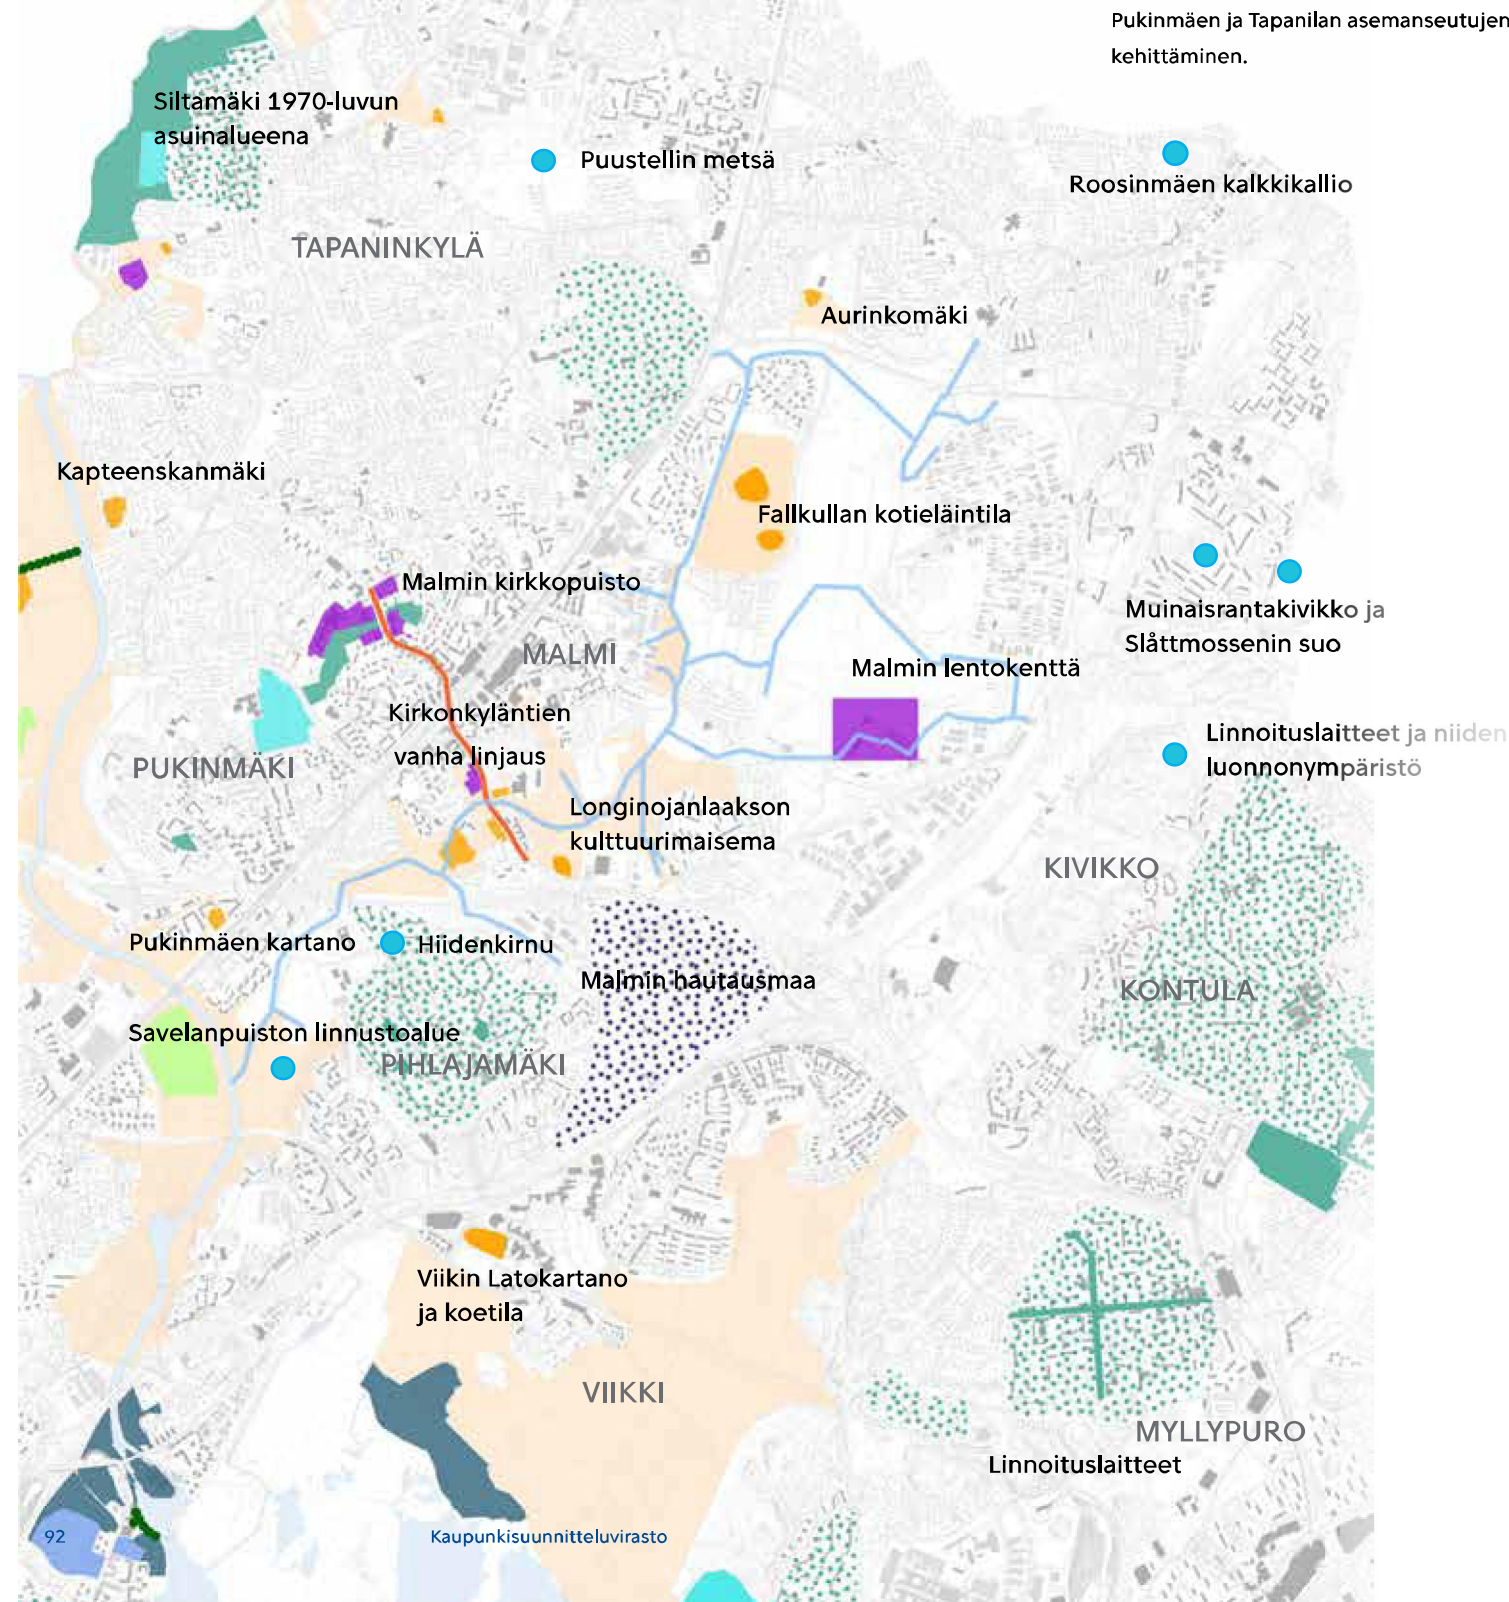 Pukinmäen ja Tapanilan asemanseutujen
kehittäminen.
Siltamäki 1970-luvun
asuinalueena
Puustellin metsä
Roosinmäen kalkkikallio
TAPANINKYLÄ
Aurinkomäki
Kapteenskanmäki
Fallkullan kotieläintila
Malmin kirkkopuisto
Muinaisrantakivikko ja
Slåttmossenin suo
MALMI
Malmin lentokenttä
Kirkonkyläntien
vanha linjaus
Linnoituslaitteet ja niiden
luonnonympäristö
PUKINMÄKI
Longinojanlaakson
kulttuurimaisema
KIVIKKO
Pukinmäen kartano
Hiidenkirnu
Malmin hautausmaa
KONTULA
Savelanpuiston linnustoalue
PIHLAJAMÄKI
Viikin Latokartano
ja koetila
VIIKKI
MYLLYPURO
Linnoituslaitteet
92
Kaupunkisuunnitteluvirasto